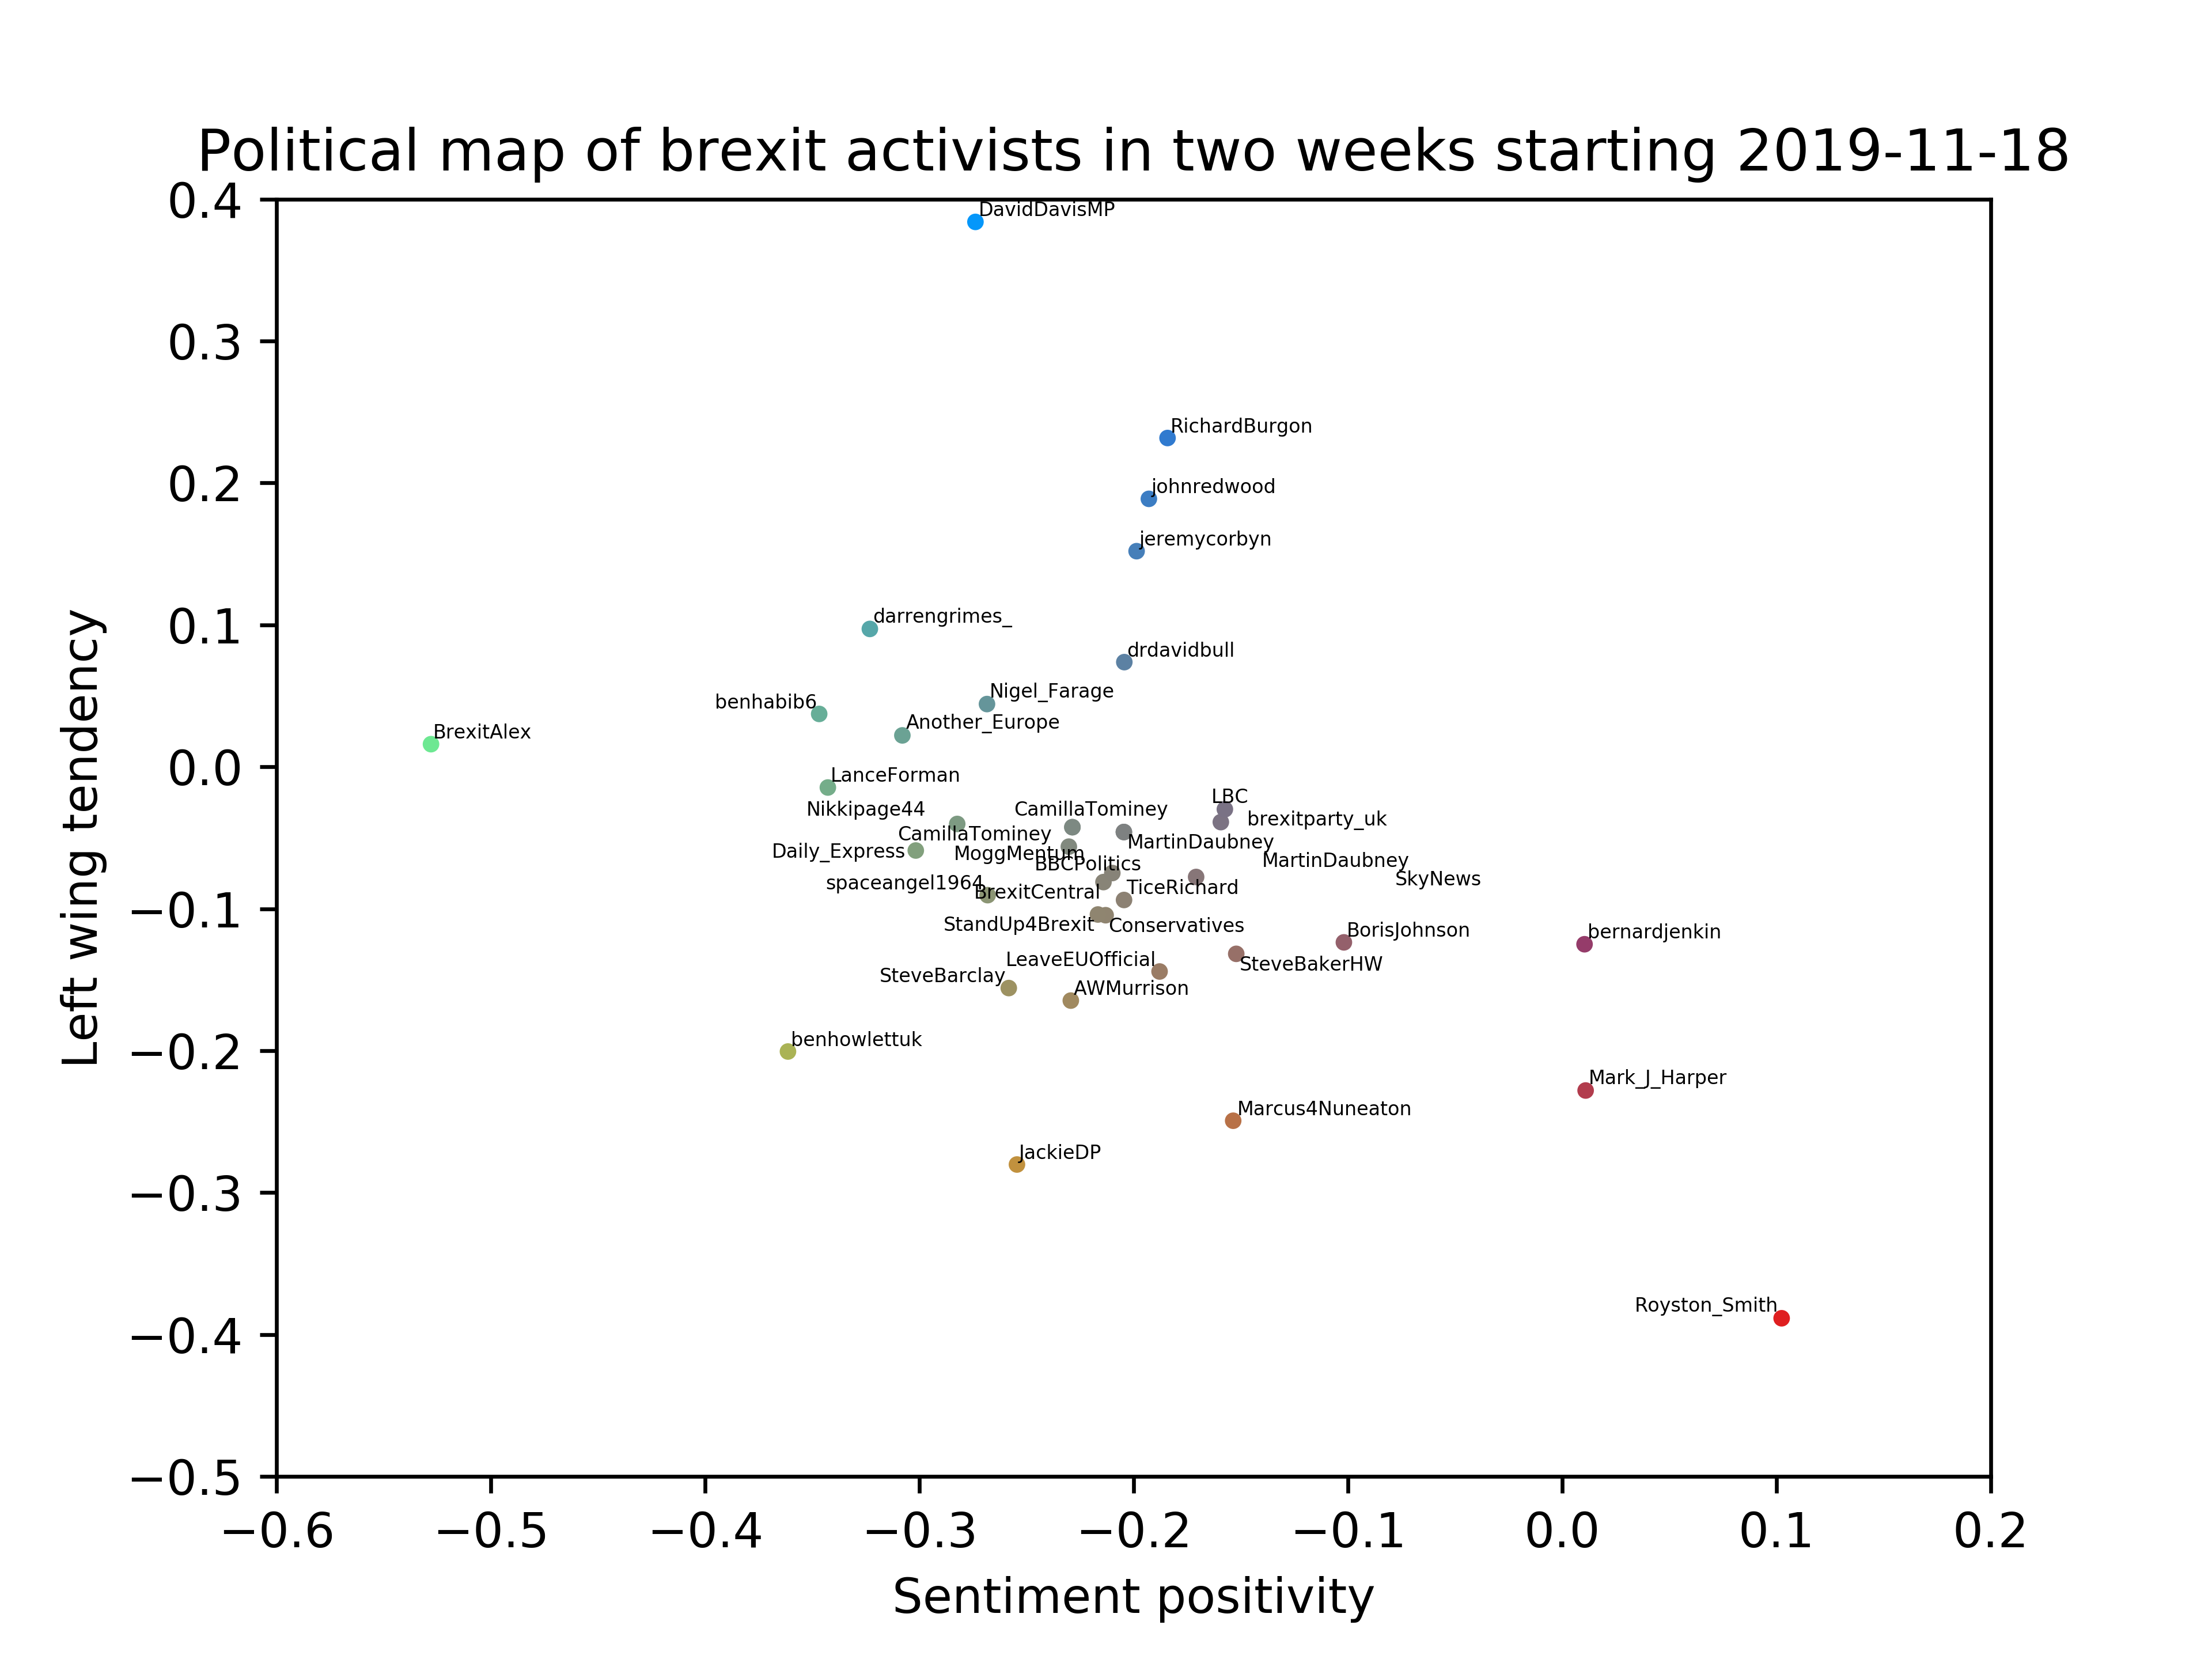 Political map of brexit activists in two weeks starting 2019-11-18
0.4
DavidDavisMP
0.3
RichardBurgon
0.2
johnredwood
jeremycorbyn
0.1
darrengrimes_
drdavidbull
Nigel_Farage
benhabib6
Another_Europe
BrexitAlex
0.0
LanceForman
LBC
Nikkipage44
CamillaTominey
brexitparty_uk
CamillaTominey
MartinDaubney
Daily_Express
MoggMentum
BBCPolitics
MartinDaubney
SkyNews
spaceangel1964
BrexitCentral
TiceRichard
−0.1
StandUp4Brexit
Conservatives
BorisJohnson
bernardjenkin
LeaveEUOfficial
SteveBakerHW
SteveBarclay
AWMurrison
benhowlettuk
−0.2
Mark_J_Harper
Marcus4Nuneaton
JackieDP
−0.3
Royston_Smith
−0.4
−0.5
Left wing tendency
−0.6 −0.5 −0.4 −0.3 −0.2 −0.1 0.0 0.1 0.2
Sentiment positivity